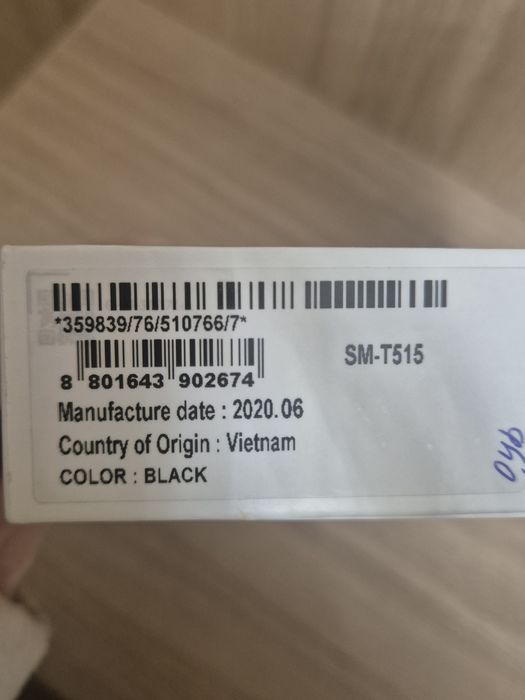 *359839/76/510766/7*
SM-T515
8 801643 902674
Manufacture date : 2020.06
Country of Origin : Vietnam
COLOR : BLACK